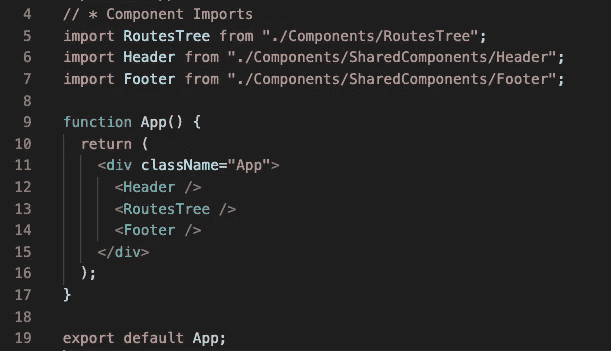 4 // * Component Imports
5 import RoutesTree from "./Components/RoutesTree";
6 import Header from "./Components/SharedComponents/Header";
7 import Footer from "./Components/SharedComponents/Footer";
8
9 function App() {
10   return (
11     <div className="App">
12       <Header />
13       <RoutesTree />
14       <Footer />
15     </div>
16   );
17 }
18
19 export default App;